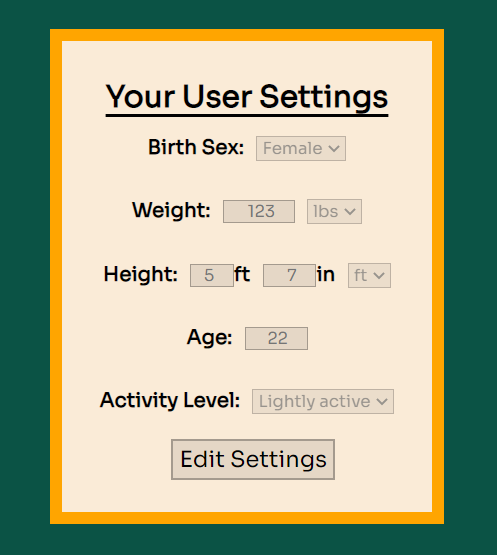 Your User Settings
Birth Sex: Female
Weight: 123 lbs
Height: 5 ft 7 in ft
Age: 22
Activity Level: Lightly active
Edit Settings